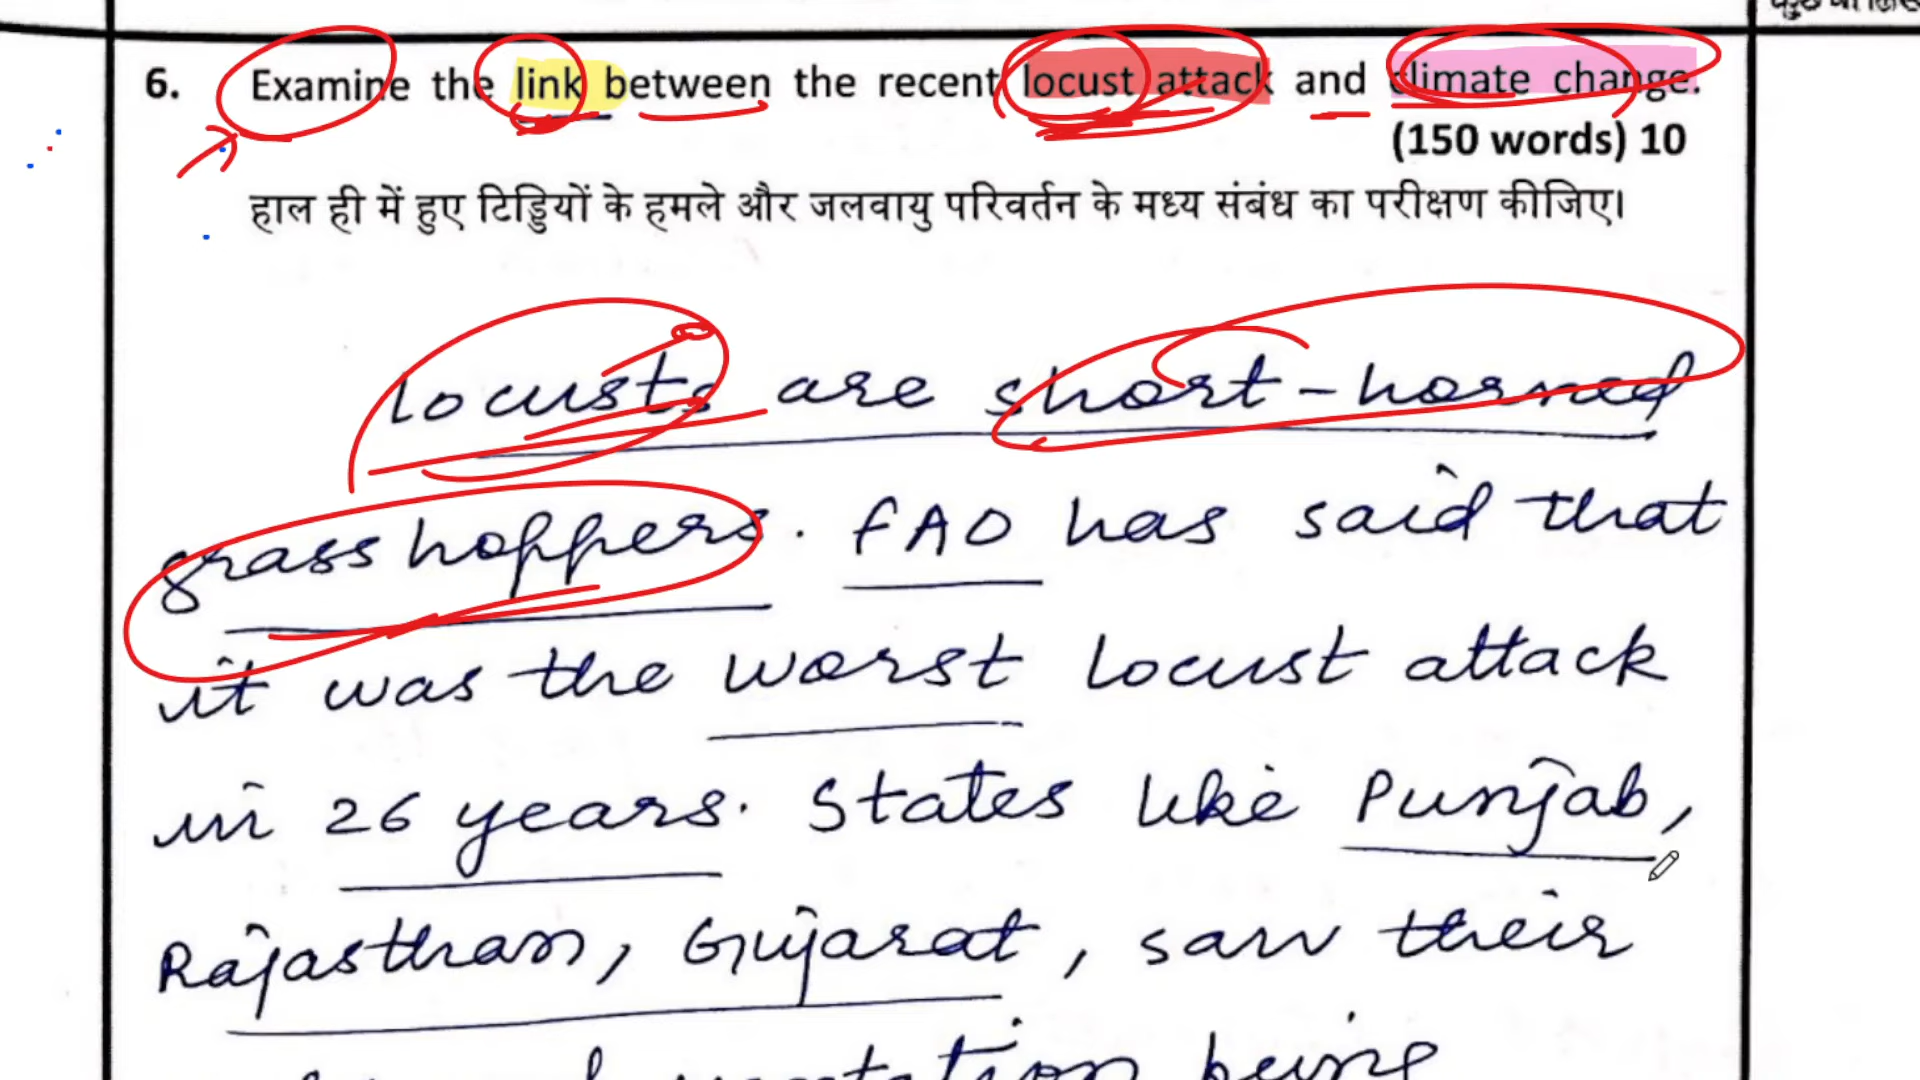 6. Examine the link between the recent locust attack and climate change.
(150 words) 10
हाल ही में हुए टिड्डियों के हमले और जलवायु परिवर्तन के मध्य संबंध का परीक्षण कीजिए।
locusts are short-horned
grasshoppers. FAO has said that
it was the worst locust attack
in 26 years. States like Punjab,
Rajasthan, Gujarat, saw their
being